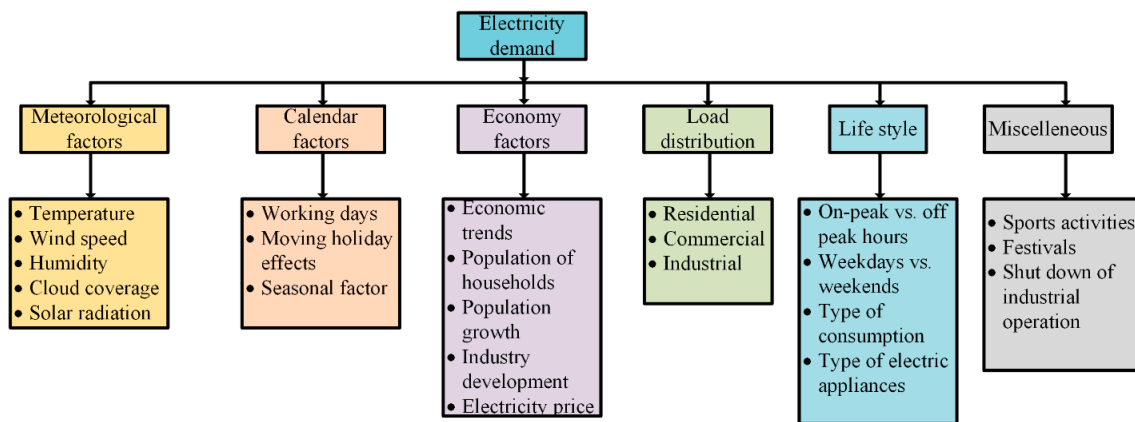 Electricity
demand
Meteorological
factors
Calendar
factors
Economy
factors
Load
distribution
Life style
Miscelleneous
• Temperature
• Wind speed
• Humidity
• Cloud coverage
• Solar radiation
• Working days
• Moving holiday
effects
• Seasonal factor
• Economic
trends
• Population of
households
• Population
growth
• Industry
development
• Electricity price
• Residential
• Commercial
• Industrial
• On-peak vs. off
peak hours
• Weekdays vs.
weekends
• Type of
consumption
• Type of electric
appliances
• Sports activities
• Festivals
• Shut down of
industrial
operation